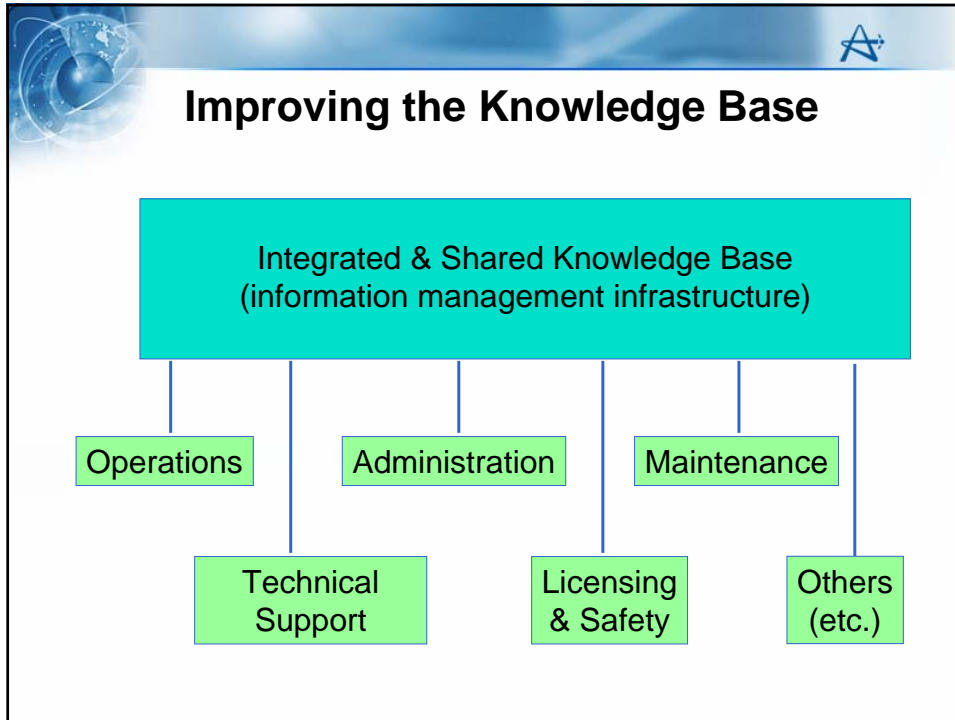 Improving the Knowledge Base
Integrated & Shared Knowledge Base
(information management infrastructure)
Operations
Administration
Maintenance
Technical
Support
Licensing
& Safety
Others
(etc.)